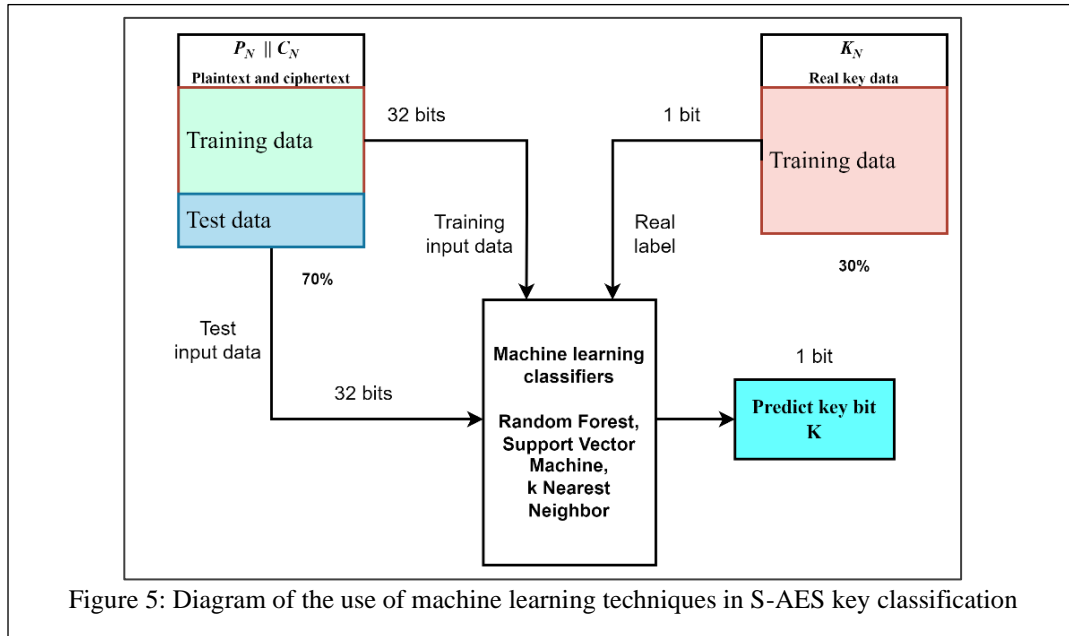 P_N || C_N
Plaintext and ciphertext
Training data
Test data
70%
32 bits
Training
input data
Test
input data
32 bits
K_N
Real key data
Training data
30%
1 bit
Real
label
Machine learning
classifiers
Random Forest,
Support Vector
Machine,
k Nearest
Neighbor
1 bit
Predict key bit
K
Figure 5: Diagram of the use of machine learning techniques in S-AES key classification